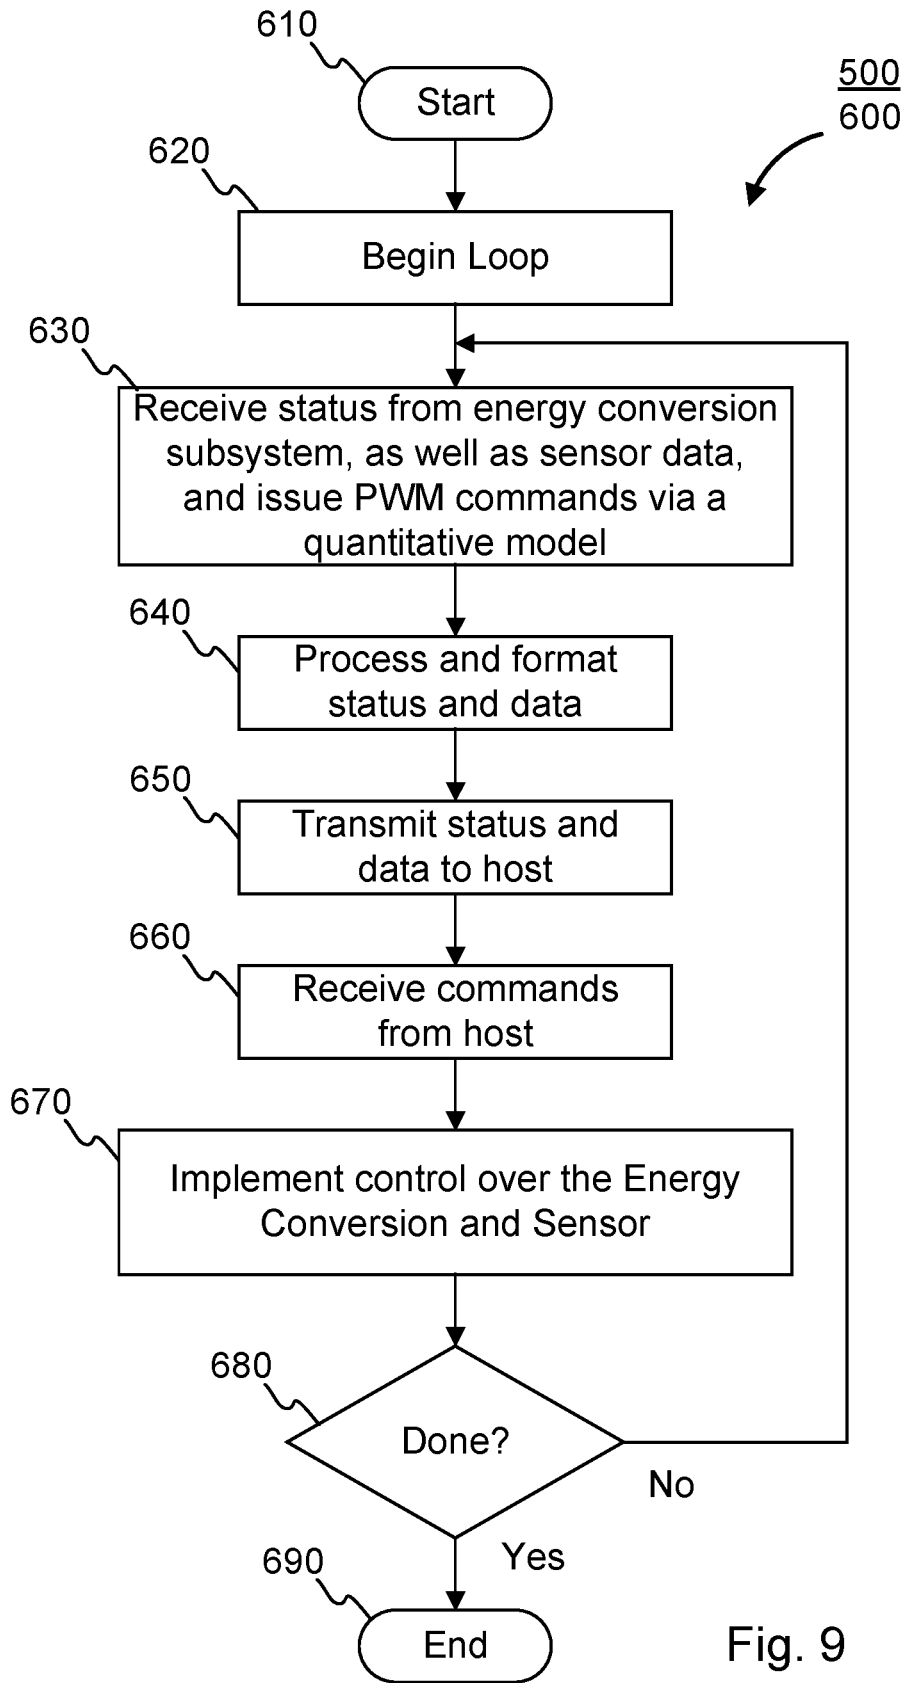 610
Start
500
600
620
Begin Loop
630
Receive status from energy conversion
subsystem, as well as sensor data,
and issue PWM commands via a
quantitative model
640
Process and format
status and data
650
Transmit status and
data to host
660
Receive commands
from host
670
Implement control over the Energy
Conversion and Sensor
680
Done?
No
Yes
690
End
Fig. 9